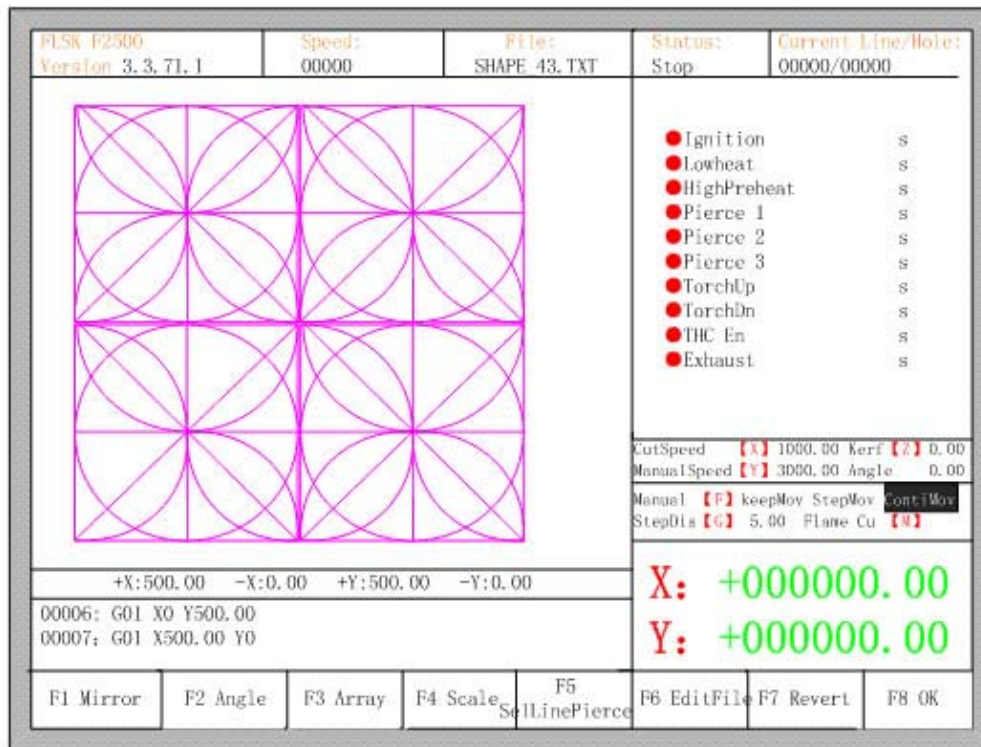 FLSK F2500
Version 3.3.71.1
Speed:
00000
File:
SHAPE_43.TXT
Status:
Stop
Current Line/Hole:
00000/00000
Ignition s
Lowheat s
HighPreheat s
Pierce 1 s
Pierce 2 s
Pierce 3 s
TorchUp s
TorchDn s
THC En s
Exhaust s
CutSpeed 【X】 1000.00 Kerf【Z】 0.00
ManualSpeed【Y】 3000.00 Angle 0.00
Manual 【F】 keepMov StepMov ContiMov
StepDis【G】 5.00 Flame Cu 【M】
+X:500.00 -X:0.00 +Y:500.00 -Y:0.00
00006: G01 X0 Y500.00
00007: G01 X500.00 Y0
X: +000000.00
Y: +000000.00
F1 Mirror
F2 Angle
F3 Array
F4 Scale
F5
SelLinePierce
F6 EditFile
F7 Revert
F8 OK